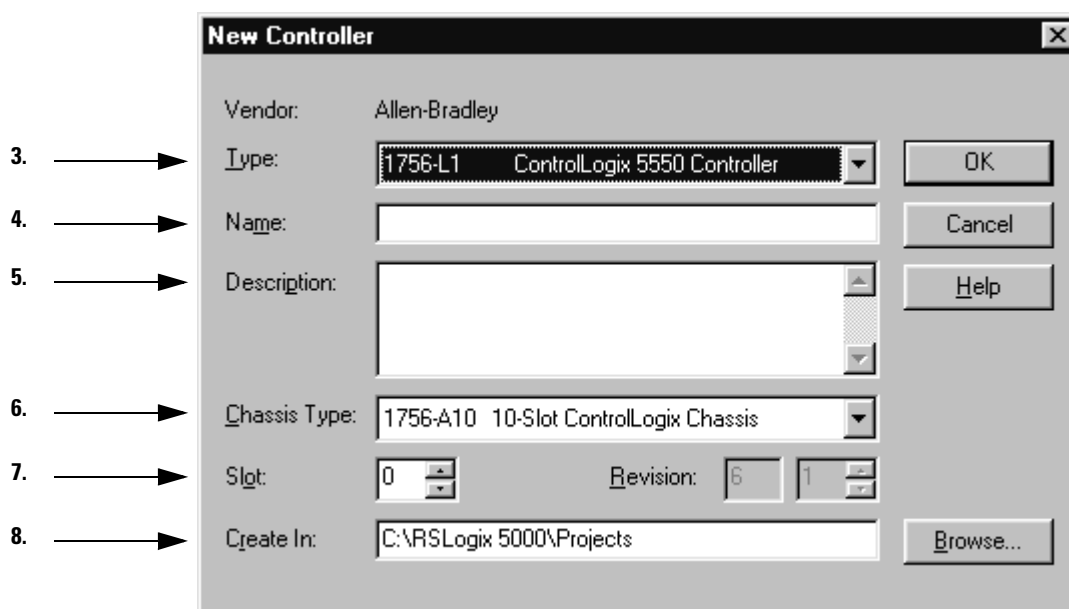 New Controller
Vendor: Allen-Bradley
3. Type: 1756-L1 ControlLogix 5550 Controller OK
4. Name: Cancel
5. Description: Help
6. Chassis Type: 1756-A10 10-Slot ControlLogix Chassis
7. Slot: 0 Revision: 6 1
8. Create In: C:\RSLogix 5000\Projects Browse...